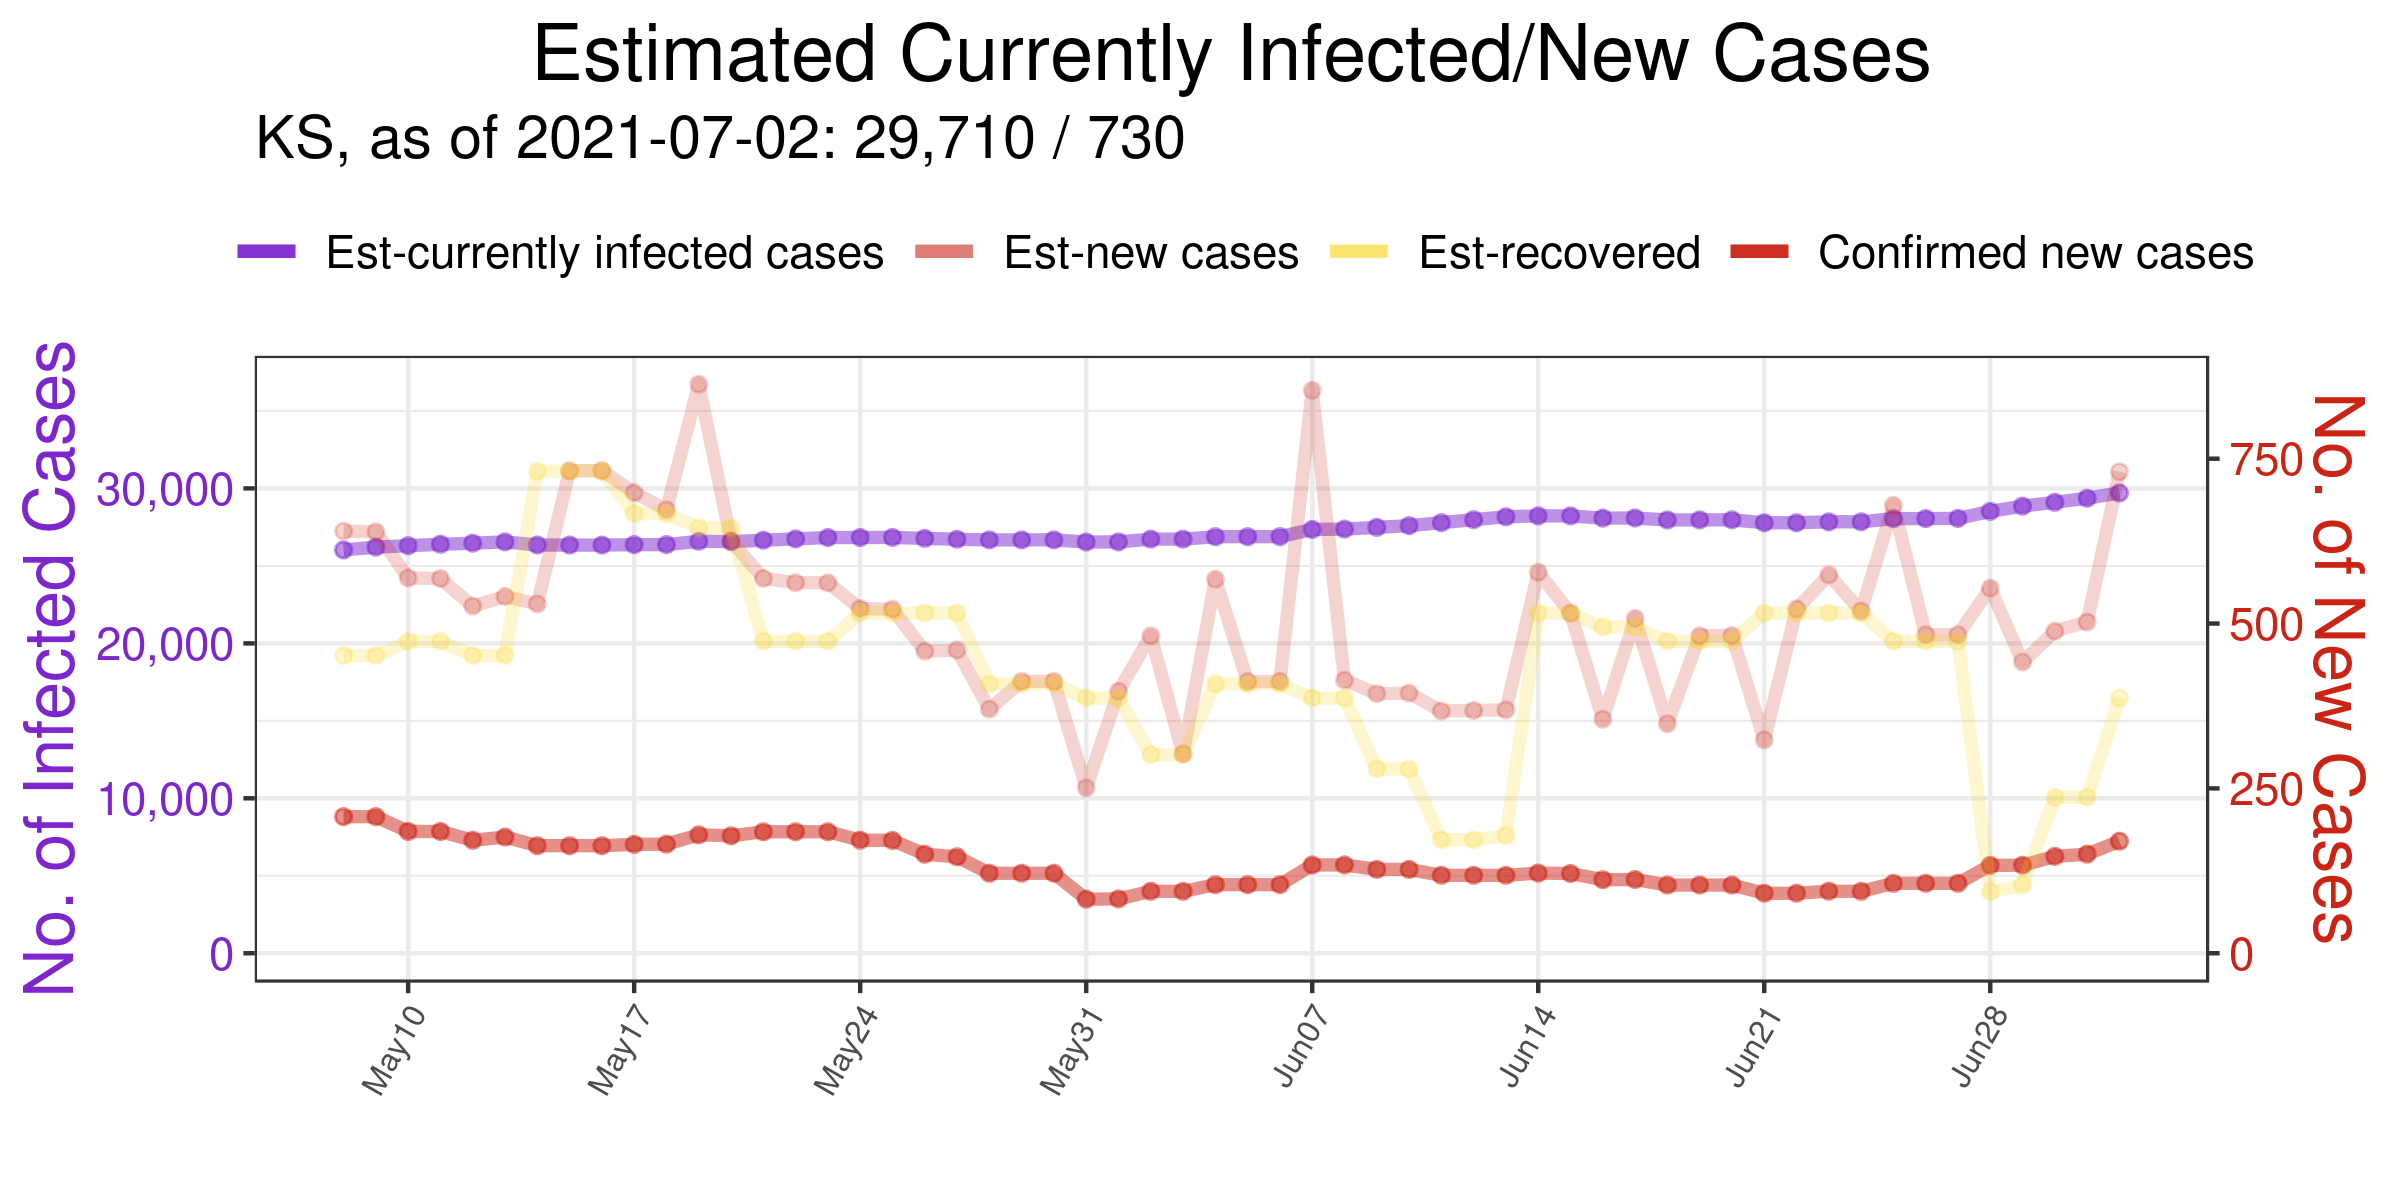 Estimated Currently Infected/New Cases
KS, as of 2021-07-02: 29,710 / 730
Est-currently infected cases Est-new cases Est-recovered Confirmed new cases
No. of Infected Cases
30,000
20,000
10,000
0
No. of New Cases
750
500
250
0
May10 May17 May24 May31 Jun07 Jun14 Jun21 Jun28